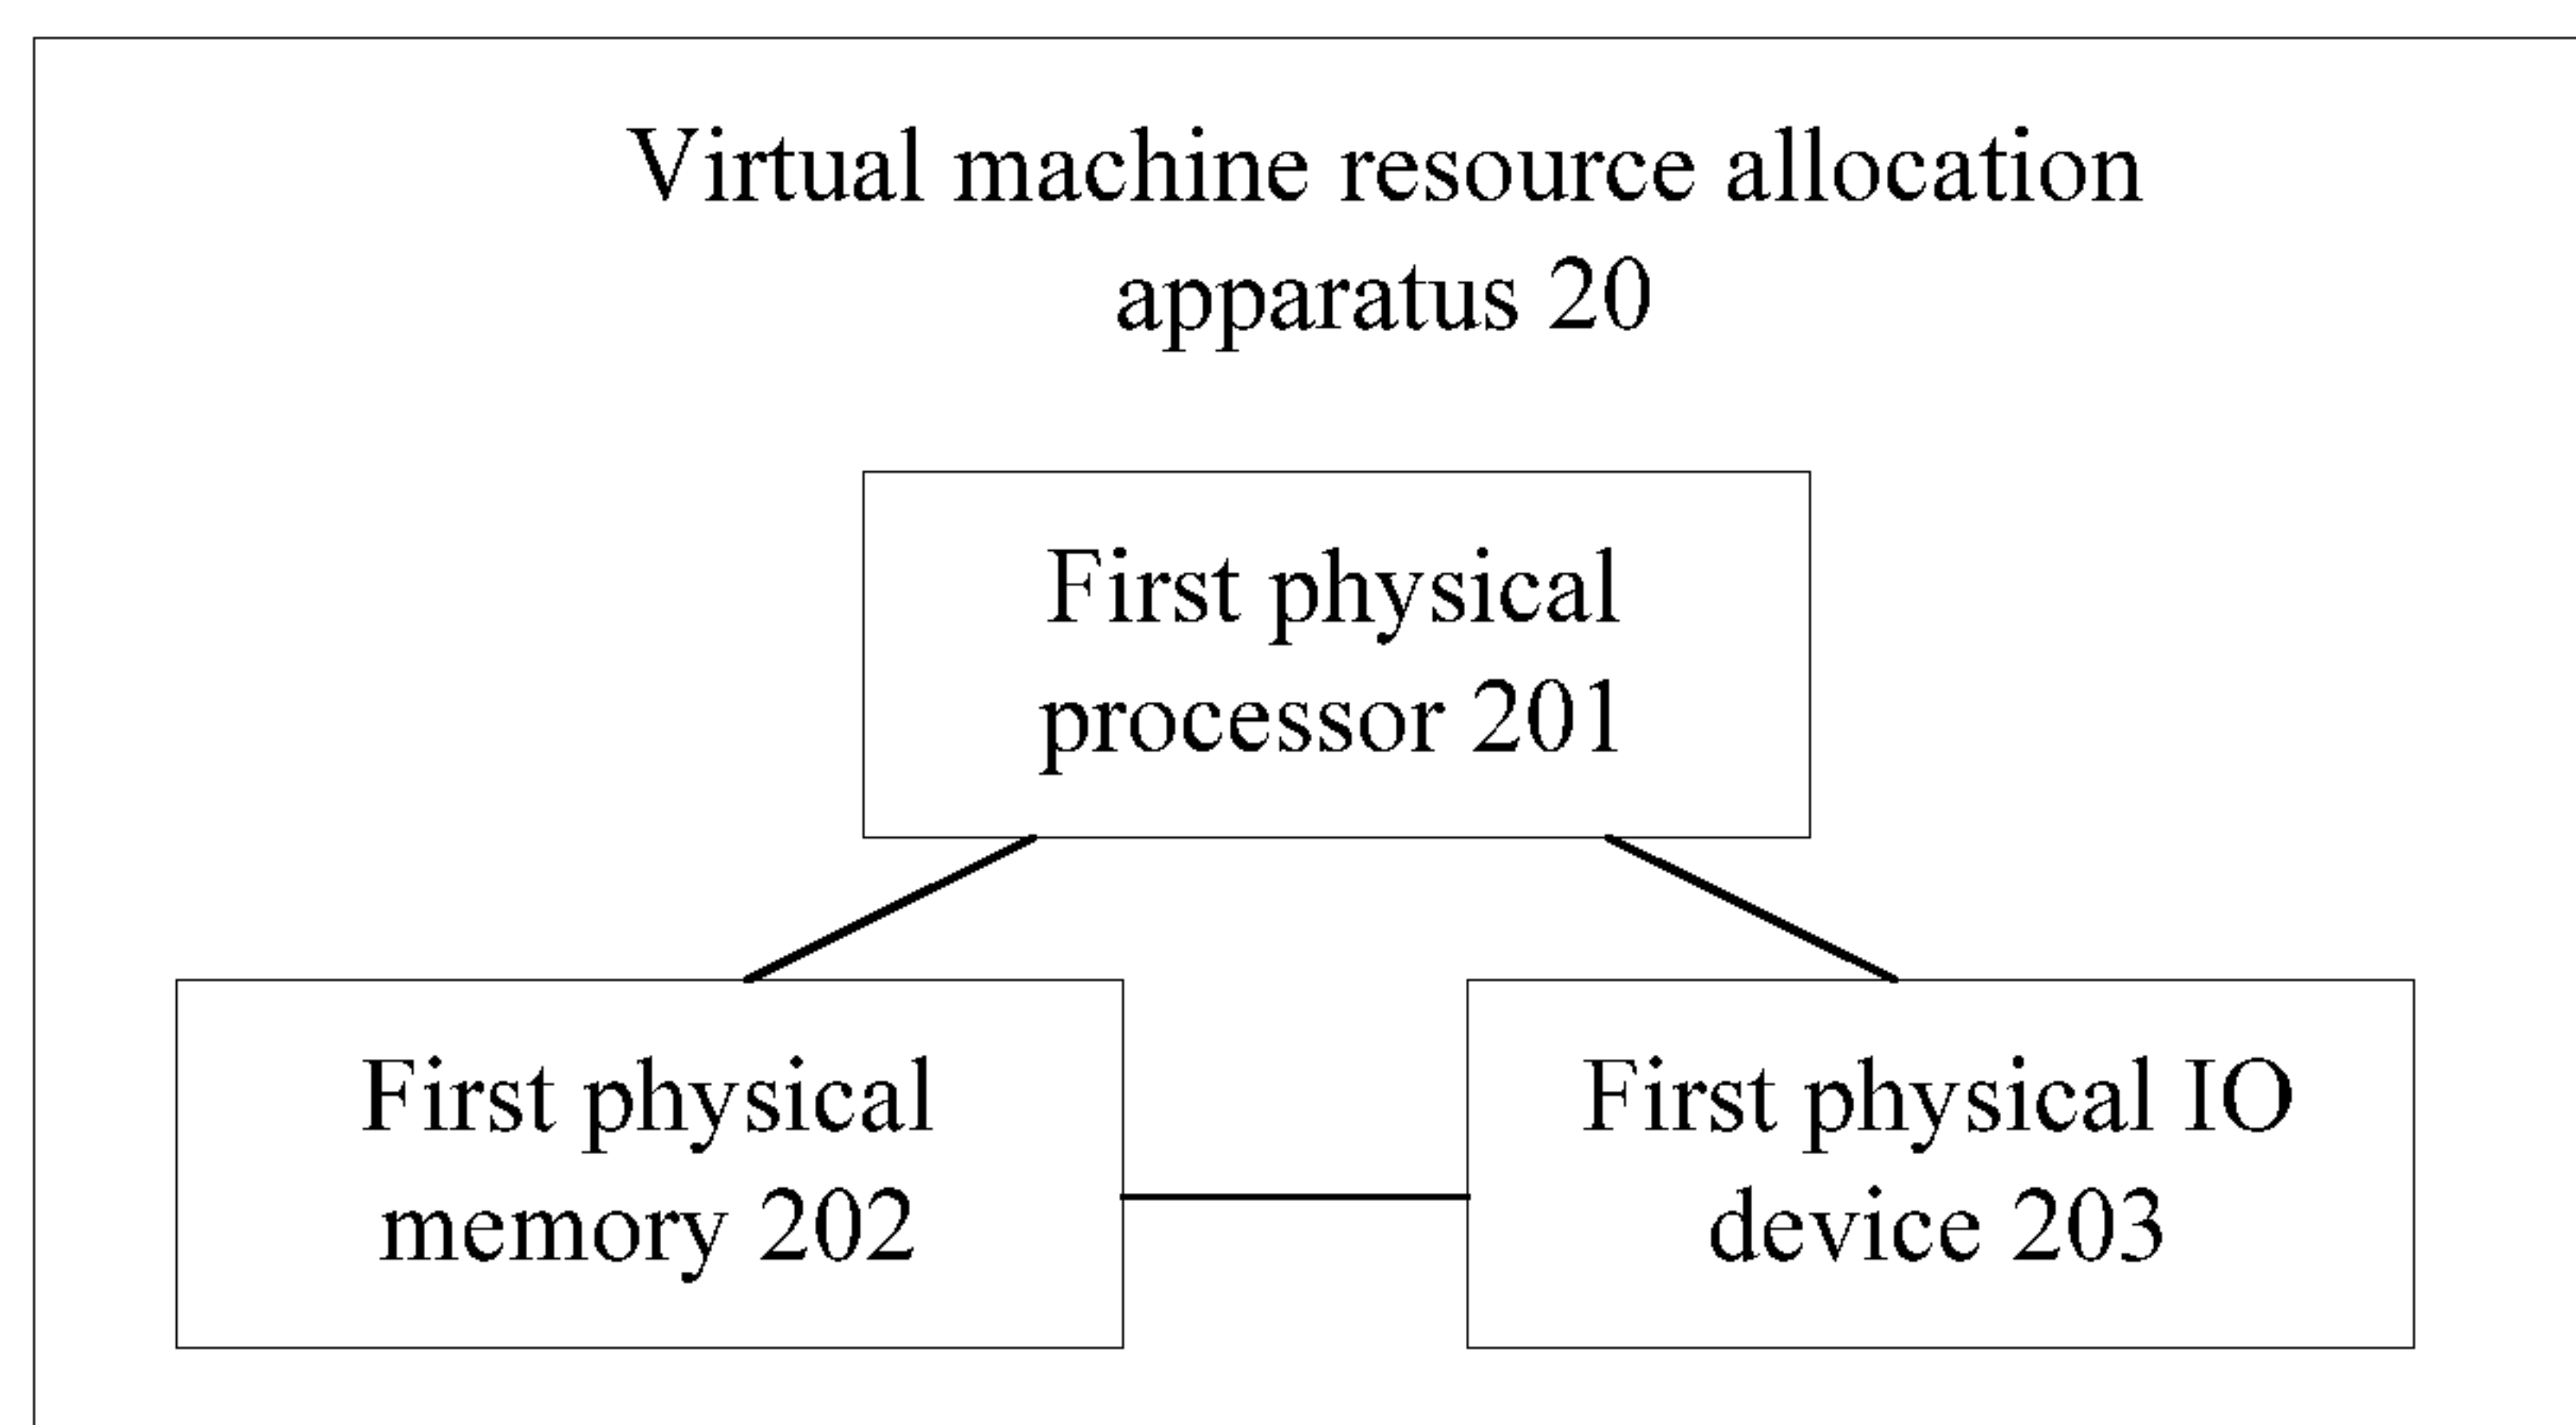 Virtual machine resource allocation
apparatus 20
First physical
processor 201
First physical
memory 202
First physical IO
device 203